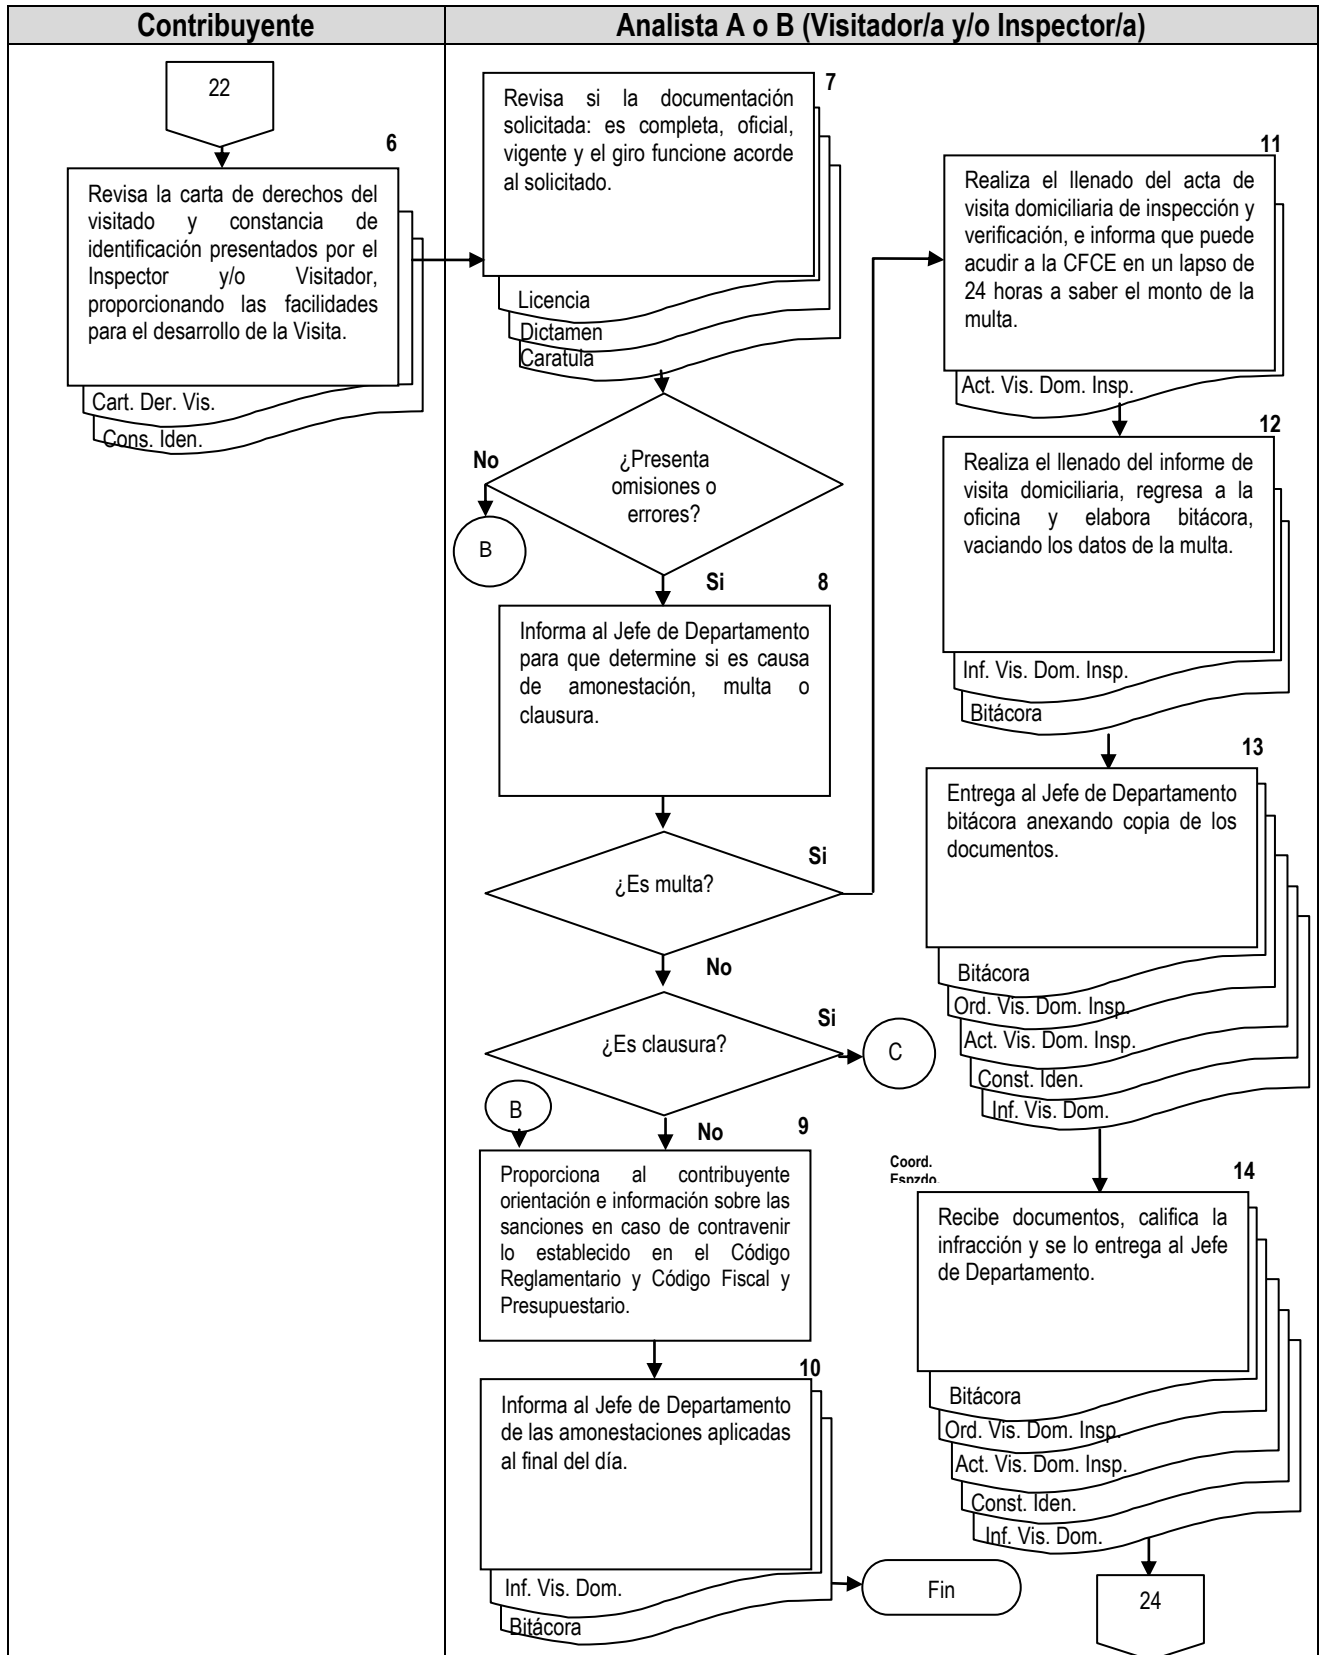 Contribuyente
Analista A o B (Visitador/a y/o Inspector/a)
22
6
Revisa la carta de derechos del
visitado y constancia de
identificación presentados por el
Inspector y/o Visitador,
proporcionando las facilidades
para el desarrollo de la Visita.
Cart. Der. Vis.
Cons. Iden.
7
Revisa si la documentación
solicitada: es completa, oficial,
vigente y el giro funcione acorde
al solicitado.
Licencia
Dictamen
Caratula
¿Presenta
omisiones o
errores?
No
B
Si
8
Informa al Jefe de Departamento
para que determine si es causa
de amonestación, multa o
clausura.
¿Es multa?
Si
No
¿Es clausura?
Si
C
B
No
9
Proporciona al contribuyente
orientación e información sobre las
sanciones en caso de contravenir
lo establecido en el Código
Reglamentario y Código Fiscal y
Presupuestario.
10
Informa al Jefe de Departamento
de las amonestaciones aplicadas
al final del día.
Inf. Vis. Dom.
Bitácora
Fin
11
Realiza el llenado del acta de
visita domiciliaria de inspección y
verificación, e informa que puede
acudir a la CFCE en un lapso de
24 horas a saber el monto de la
multa.
Act. Vis. Dom. Insp.
12
Realiza el llenado del informe de
visita domiciliaria, regresa a la
oficina y elabora bitácora,
vaciando los datos de la multa.
Inf. Vis. Dom. Insp.
Bitácora
13
Entrega al Jefe de Departamento
bitácora anexando copia de los
documentos.
Bitácora
Ord. Vis. Dom. Insp.
Act. Vis. Dom. Insp.
Const. Iden.
Inf. Vis. Dom.
Coord.
Espzdo.
14
Recibe documentos, califica la
infracción y se lo entrega al Jefe
de Departamento.
Bitácora
Ord. Vis. Dom. Insp.
Act. Vis. Dom. Insp.
Const. Iden.
Inf. Vis. Dom.
24